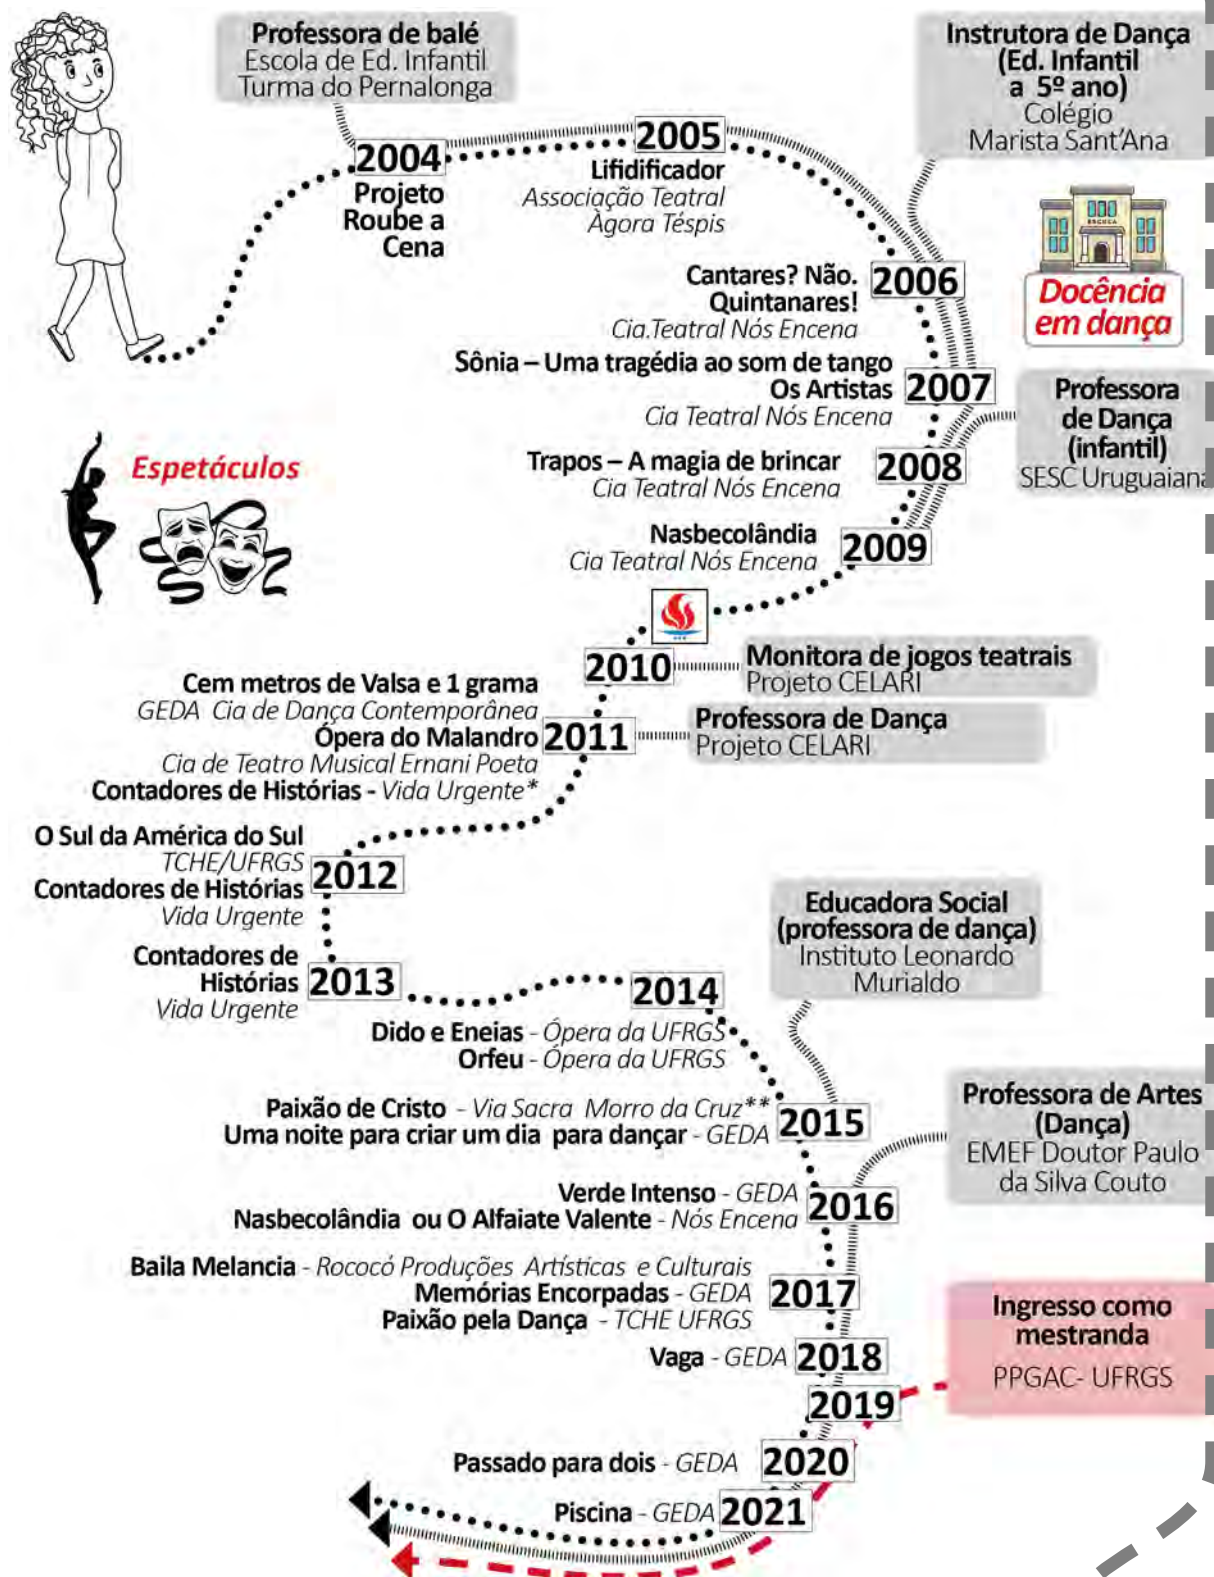 Professora de balé
Escola de Ed. Infantil
Turma do Pernalonga
Instrutora de Dança
(Ed. Infantil
a 5º ano)
Colégio
Marista Sant'Ana
2004
Projeto
Roube a
Cena
2005
Lifidificador
Associação Teatral
Àgora Téspis
ESCOLA
Docência
em dança
Cantares? Não.
Quintanares!
Cia.Teatral Nós Encena
2006
Sônia – Uma tragédia ao som de tango
Os Artistas
Cia Teatral Nós Encena
2007
Professora
de Dança
(infantil)
SESC Uruguaiana
Espetáculos
Trapos – A magia de brincar
Cia Teatral Nós Encena
2008
Nasbecolândia
Cia Teatral Nós Encena
2009
2010
Monitora de jogos teatrais
Projeto CELARI
Cem metros de Valsa e 1 grama
GEDA Cia de Dança Contemporânea
Ópera do Malandro
Cia de Teatro Musical Ernani Poeta
Contadores de Histórias - Vida Urgente*
2011
Professora de Dança
Projeto CELARI
O Sul da América do Sul
TCHE/UFRGS
Contadores de Histórias
Vida Urgente
2012
Contadores de
Histórias
Vida Urgente
2013
2014
Dido e Eneias - Ópera da UFRGS
Orfeu - Ópera da UFRGS
Educadora Social
(professora de dança)
Instituto Leonardo
Murialdo
Paixão de Cristo - Via Sacra Morro da Cruz**
Uma noite para criar um dia para dançar - GEDA
2015
Professora de Artes
(Dança)
EMEF Doutor Paulo
da Silva Couto
Verde Intenso - GEDA
Nasbecolândia ou O Alfaiate Valente - Nós Encena
2016
Baila Melancia - Rococó Produções Artísticas e Culturais
Memórias Encorpadas - GEDA
Paixão pela Dança - TCHE UFRGS
2017
Ingresso como
mestranda
PPGAC- UFRGS
Vaga - GEDA
2018
2019
Passado para dois - GEDA
2020
Piscina - GEDA
2021